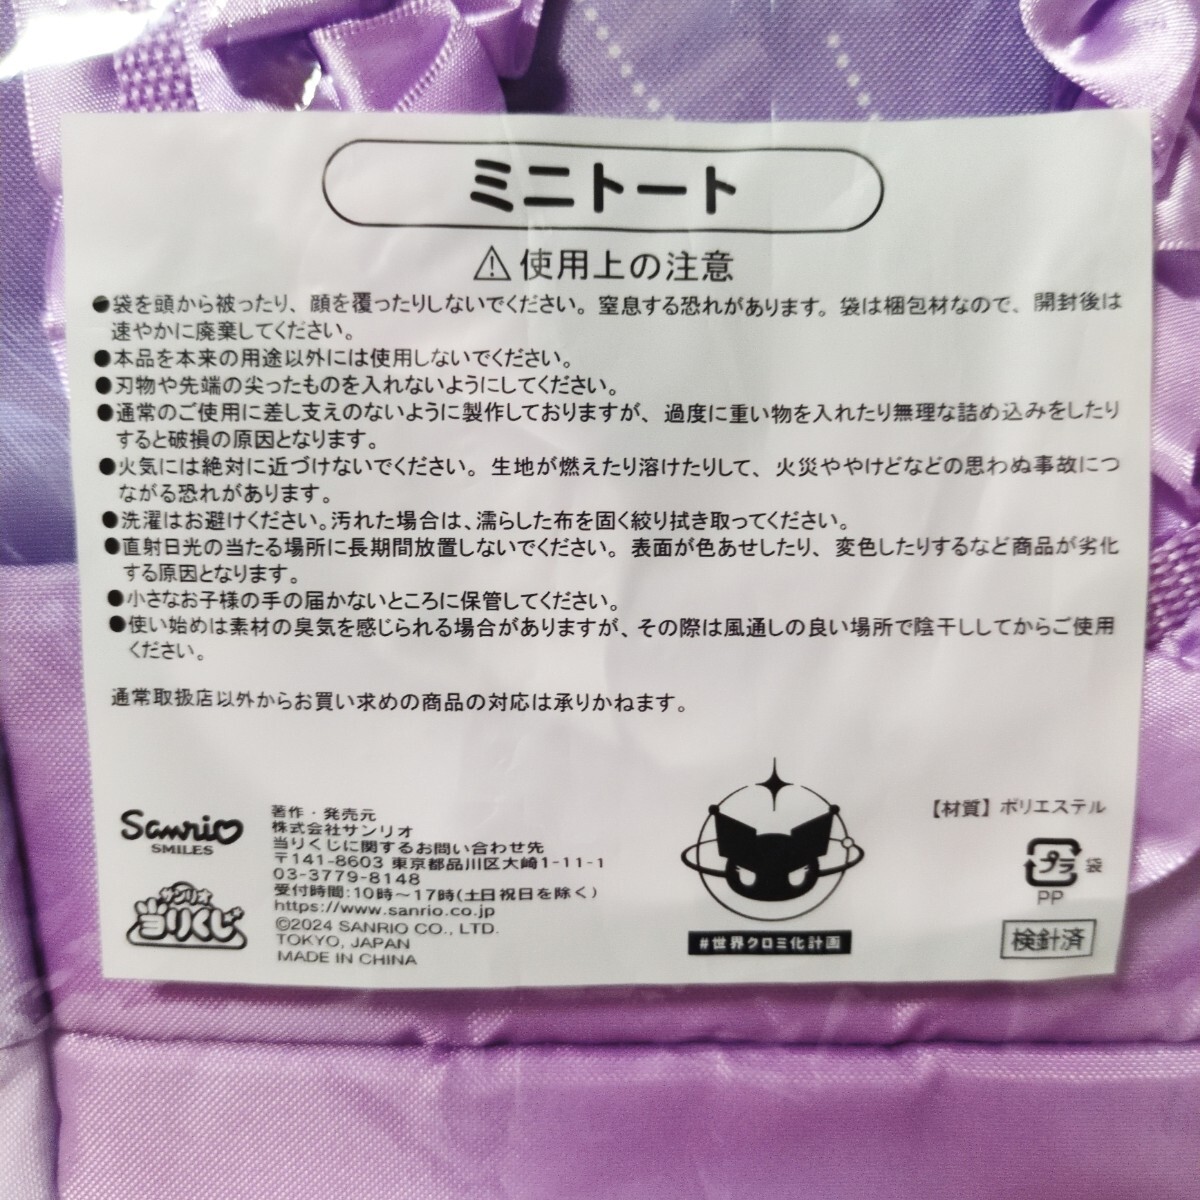 ミニトート
⚠使用上の注意
●袋を頭から被ったり、顔を覆ったりしないでください。窒息する恐れがあります。袋は梱包材なので、開封後は
速やかに廃棄してください。
●本品を本来の用途以外には使用しないでください。
●刃物や先端の尖ったものを入れないようにしてください。
●通常のご使用に差し支えのないように製作しておりますが、過度に重い物を入れたり無理な詰め込みをしたり
すると破損の原因となります。
●火気には絶対に近づけないでください。生地が燃えたり溶けたりして、火災ややけどなどの思わぬ事故につ
ながる恐れがあります。
●洗濯はお避けください。汚れた場合は、濡らした布を固く絞り拭き取ってください。
●直射日光の当たる場所に長期間放置しないでください。表面が色あせしたり、変色したりするなど商品が劣化
する原因となります。
●小さなお子様の手の届かないところに保管してください。
●使い始めは素材の臭気を感じられる場合がありますが、その際は風通しの良い場所で陰干ししてからご使用
ください。
通常取扱店以外からお買い求めの商品の対応は承りかねます。
Sanrio
SMILES
サンリオ
当りくじ
著作・発売元
株式会社サンリオ
当りくじに関するお問い合わせ先
〒141-8603 東京都品川区大崎1-11-1
03-3779-8148
受付時間:10時～17時(土日祝日を除く)
https://www.sanrio.co.jp
©2024 SANRIO CO., LTD.
TOKYO, JAPAN
MADE IN CHINA
#世界クロミ化計画
【材質】ポリエステル
プラ 袋
PP
検針済